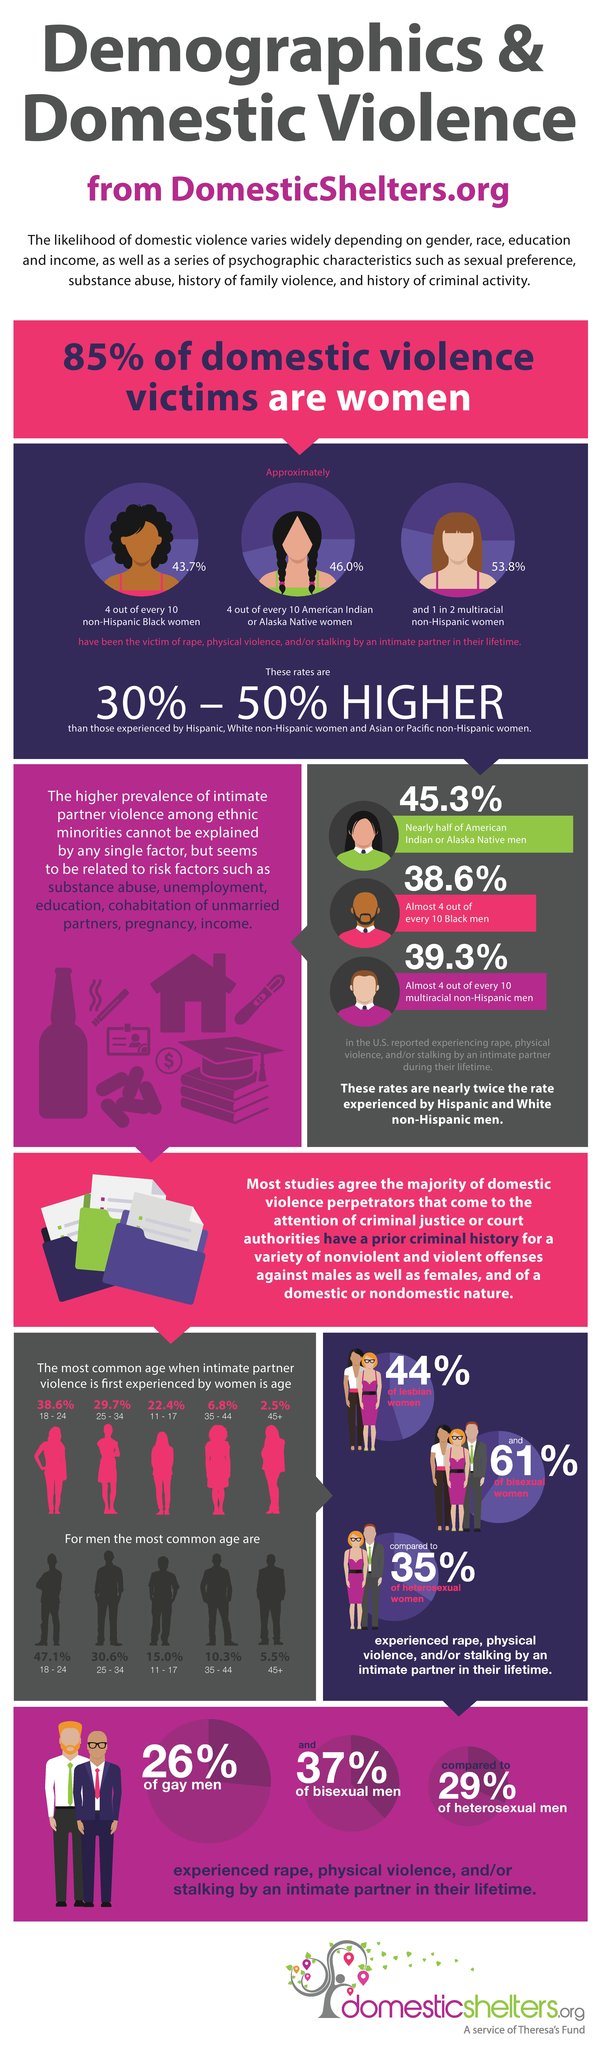 Demographics &
Domestic Violence
from DomesticShelters.org
The likelihood of domestic violence varies widely depending on gender, race, education
and income, as well as a series of psychographic characteristics such as sexual preference,
substance abuse, history of family violence, and history of criminal activity.
85% of domestic violence
victims are women
Approximately
43.7%
46.0%
53.8%
4 out of every 10
non-Hispanic Black women
4 out of every 10 American Indian
or Alaska Native women
and 1 in 2 multiracial
non-Hispanic women
have been the victim of rape, physical violence, and/or stalking by an intimate partner in their lifetime.
These rates are
30% – 50% HIGHER
than those experienced by Hispanic, White non-Hispanic women and Asian or Pacific non-Hispanic women.
The higher prevalence of intimate
partner violence among ethnic
minorities cannot be explained
by any single factor, but seems
to be related to risk factors such as
substance abuse, unemployment,
education, cohabitation of unmarried
partners, pregnancy, income.
$
45.3%
Nearly half of American
Indian or Alaska Native men
38.6%
Almost 4 out of
every 10 Black men
39.3%
Almost 4 out of every 10
multiracial non-Hispanic men
in the U.S. reported experiencing rape, physical
violence, and/or stalking by an intimate partner
during their lifetime.
These rates are nearly twice the rate
experienced by Hispanic and White
non-Hispanic men.
Most studies agree the majority of domestic
violence perpetrators that come to the
attention of criminal justice or court
authorities have a prior criminal history for a
variety of nonviolent and violent offenses
against males as well as females, and of a
domestic or nondomestic nature.
The most common age when intimate partner
violence is first experienced by women is age
38.6% 29.7% 22.4% 6.8% 2.5%
18 - 24 25 - 34 11 - 17 35 - 44 45+
For men the most common age are
47.1% 30.6% 15.0% 10.3% 5.5%
18 - 24 25 - 34 11 - 17 35 - 44 45+
44%
of lesbian
women
and
61%
of bisexual
women
compared to
35%
of heterosexual
women
experienced rape, physical
violence, and/or stalking by an
intimate partner in their lifetime.
26%
of gay men
and
37%
of bisexual men
compared to
29%
of heterosexual men
experienced rape, physical violence, and/or
stalking by an intimate partner in their lifetime.
domesticshelters.org
A service of Theresa's Fund